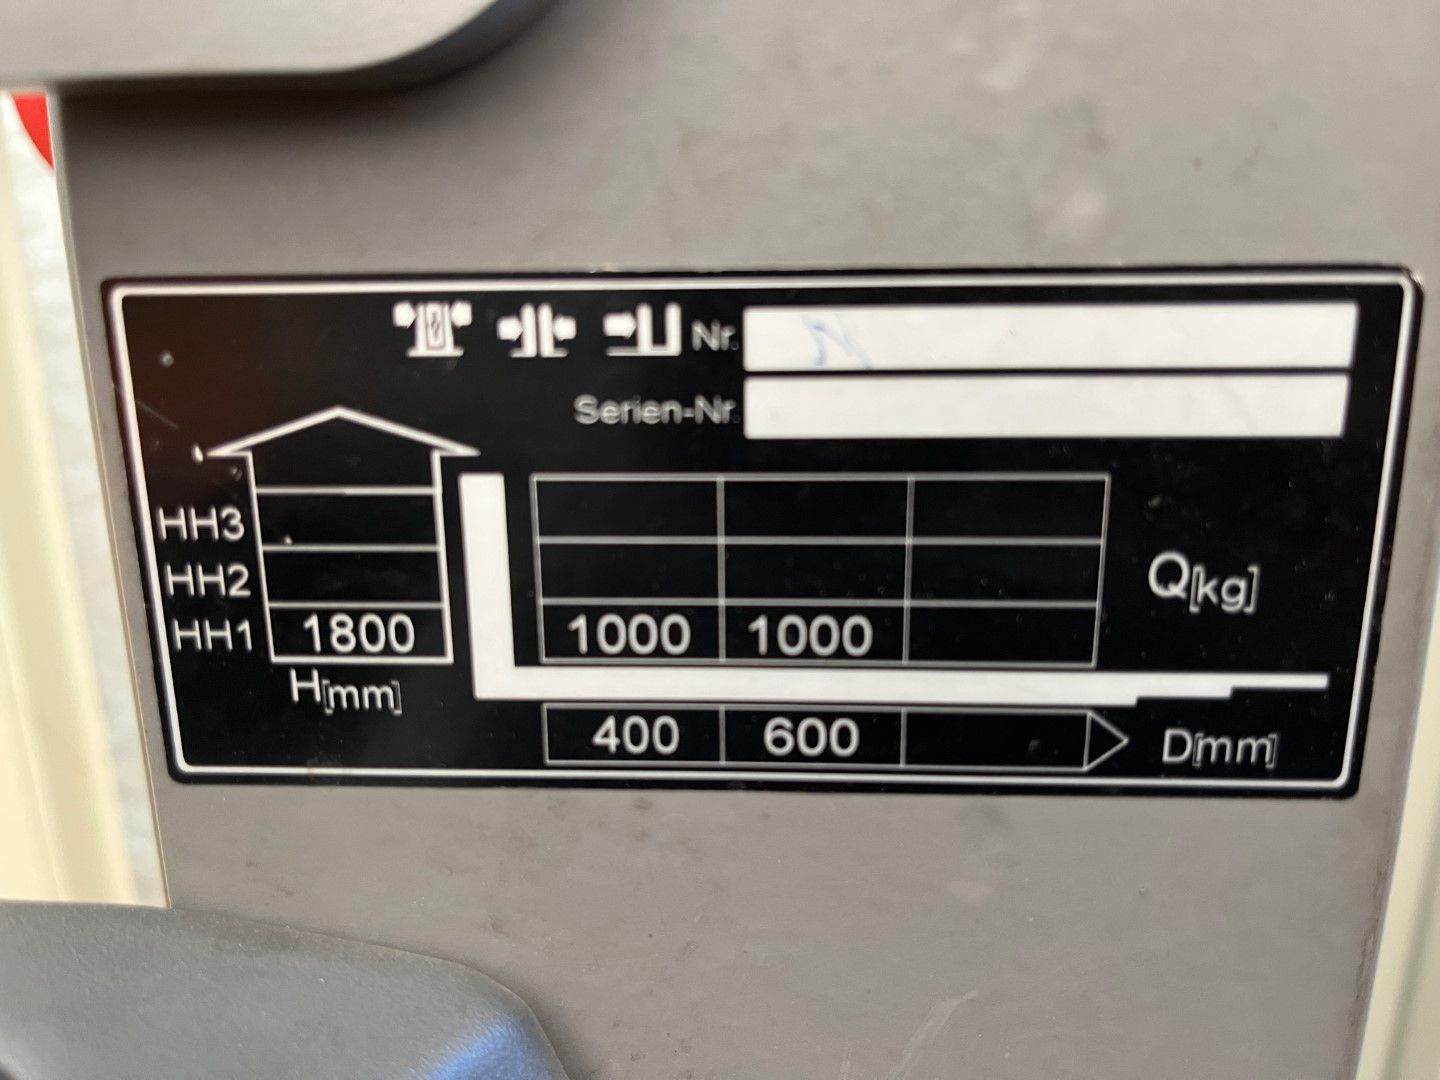 Nr.
Serien-Nr.
HH3
HH2
Q[kg]
HH1 1800 1000 1000
H[mm]
400 600 D[mm]